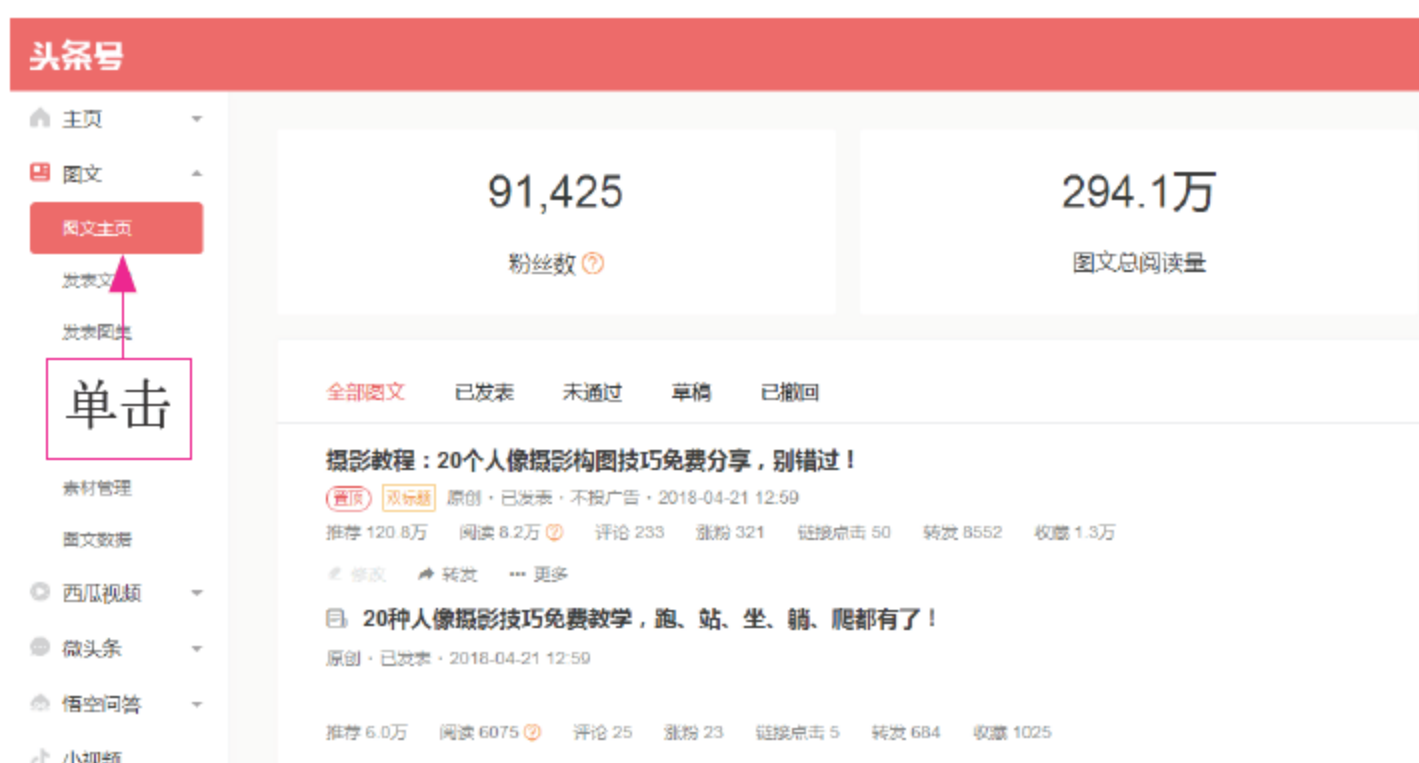 头条号
主页
图文
图文主页
发表文
发表图集
单击
素材管理
图文数据
西瓜视频
微头条
悟空问答
小视频
91,425
粉丝数
294.1万
图文总阅读量
全部图文 已发表 未通过 草稿 已撤回
摄影教程：20个人像摄影构图技巧免费分享，别错过！
置顶 双标题 原创·已发表·不投广告·2018-04-21 12:59
推荐 120.8万 阅读 8.2万 评论 233 涨粉 321 链接点击 50 转发 8552 收藏 1.3万
修改 转发 ··· 更多
20种人像摄影技巧免费教学，跑、站、坐、躺、爬都有了！
原创·已发表·2018-04-21 12:59
推荐 6.0万 阅读 6075 评论 25 涨粉 23 链接点击 5 转发 684 收藏 1025